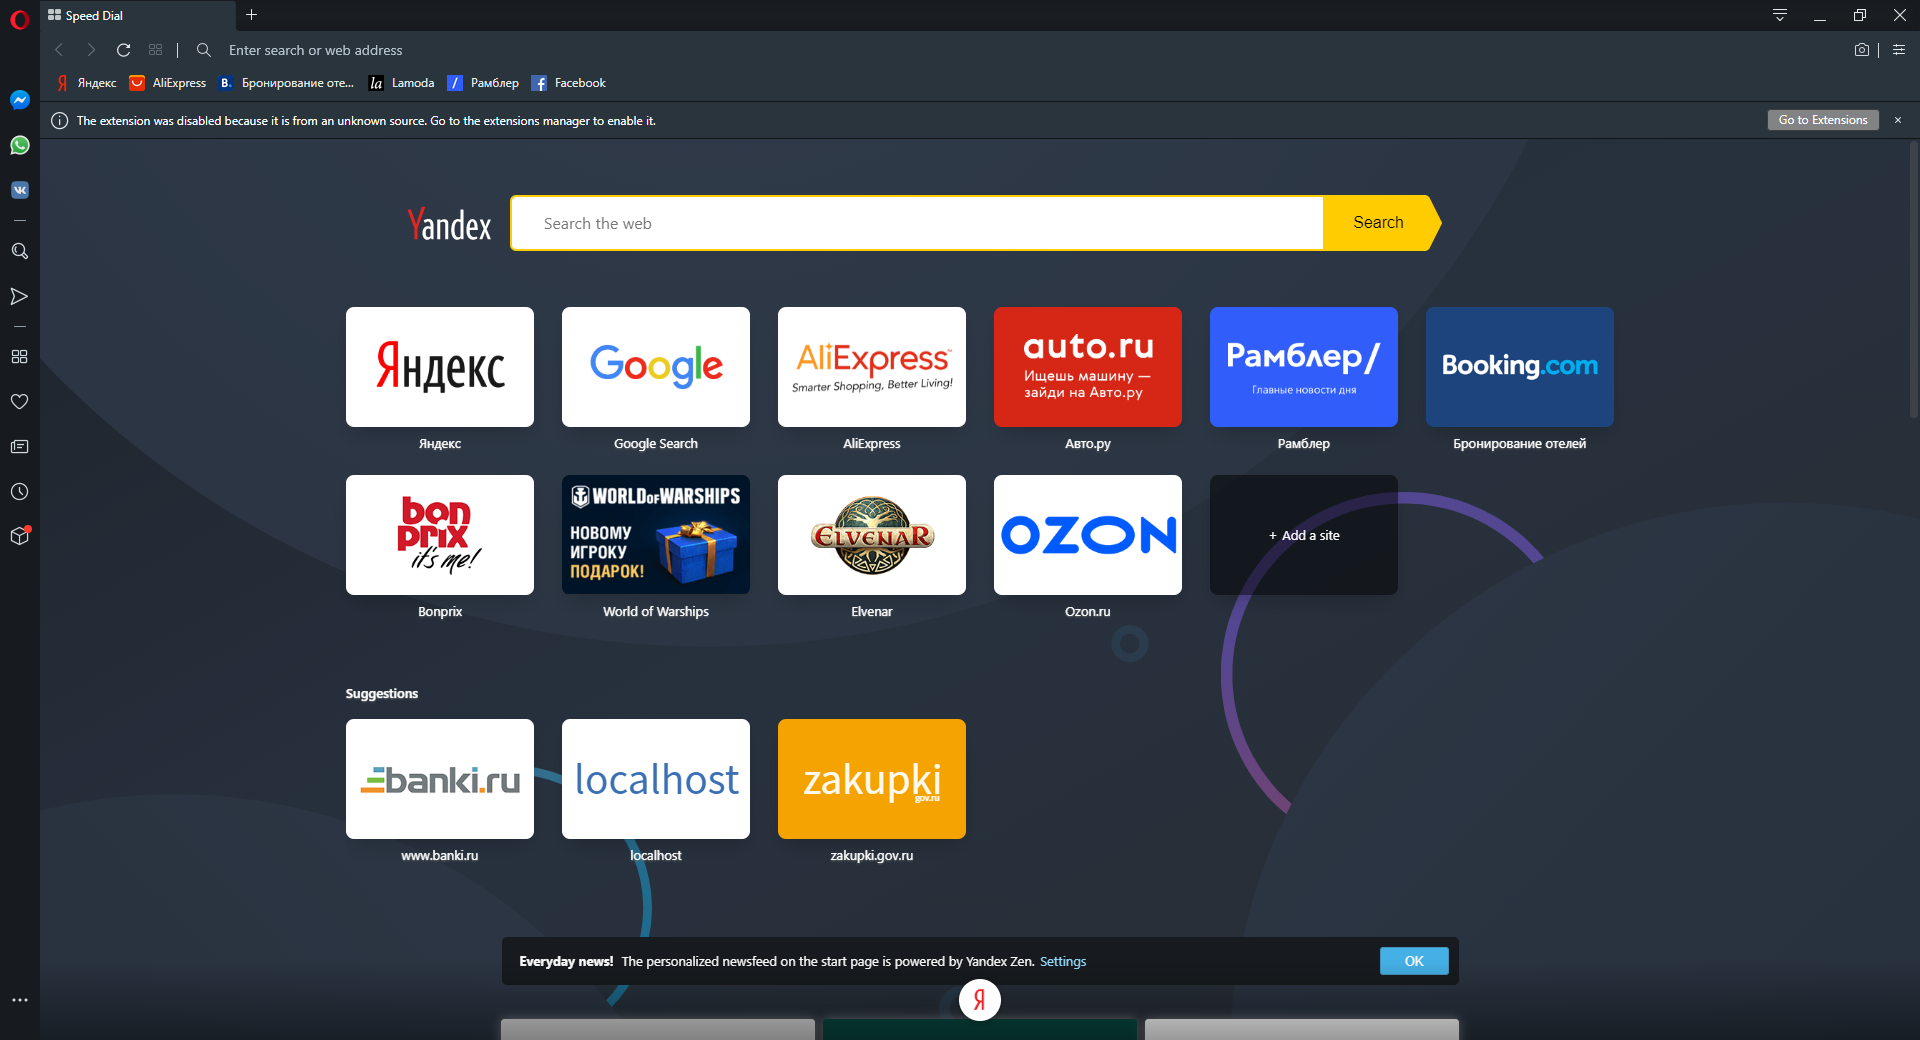 Speed Dial
Enter search or web address
Яндекс AliExpress Бронирование оте... Lamoda Рамблер Facebook
The extension was disabled because it is from an unknown source. Go to the extensions manager to enable it.
Go to Extensions
Yandex
Search the web
Search
Яндекс
Google
AliExpress
Smarter Shopping, Better Living!
auto.ru
Ищешь машину —
зайди на Авто.ру
Рамблер/
Главные новости дня
Booking.com
Яндекс
Google Search
AliExpress
Авто.ру
Рамблер
Бронирование отелей
bon
prix
it's me!
WORLD OF WARSHIPS
НОВОМУ
ИГРОКУ
ПОДАРОК!
ELVENAR
OZON
+ Add a site
Bonprix
World of Warships
Elvenar
Ozon.ru
Suggestions
banki.ru
localhost
zakupki
gov.ru
www.banki.ru
localhost
zakupki.gov.ru
Everyday news! The personalized newsfeed on the start page is powered by Yandex Zen. Settings
OK
Я